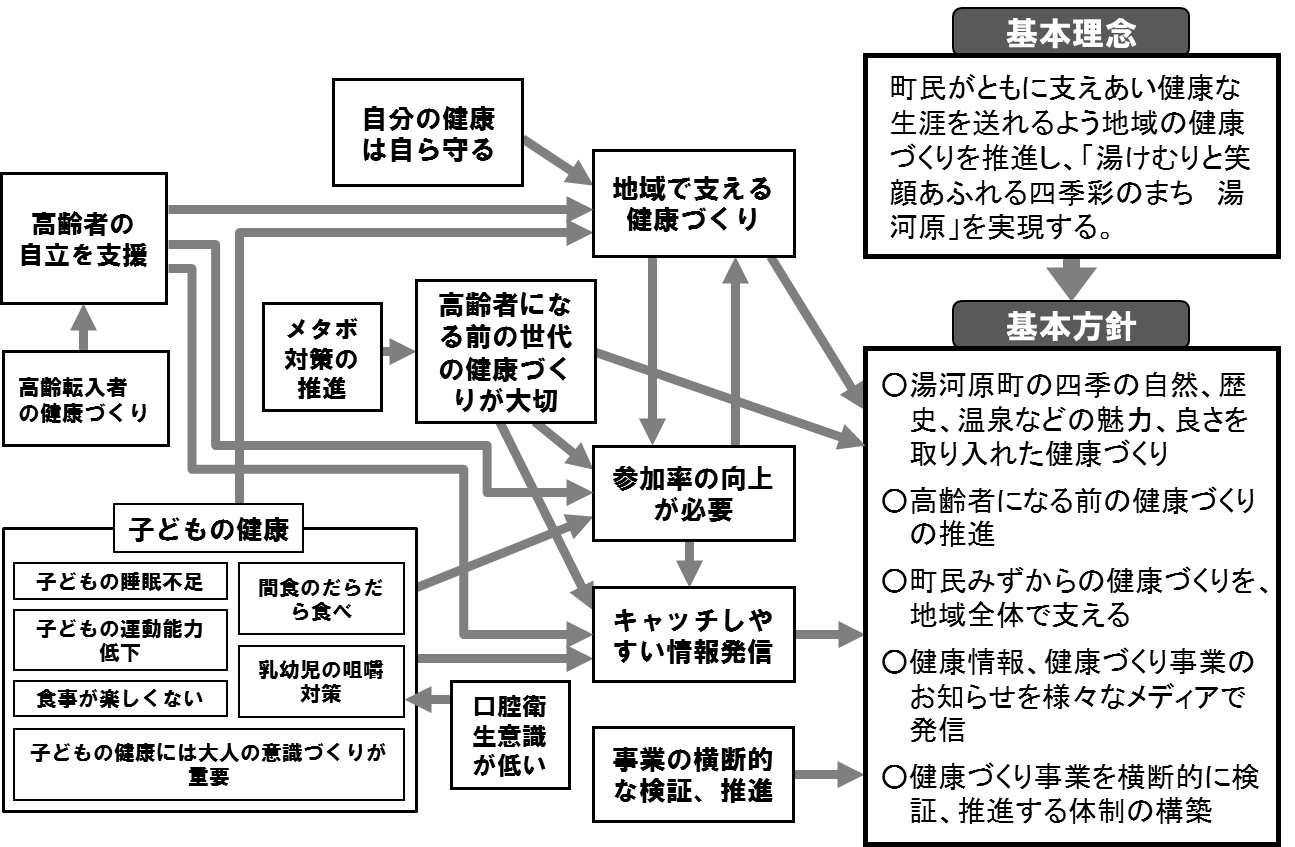 基本理念
町民がともに支えあい健康な
生涯を送れるよう地域の健康
づくりを推進し、「湯けむりと笑
顔あふれる四季彩のまち　湯
河原」を実現する。
自分の健康
は自ら守る
地域で支える
健康づくり
高齢者の
自立を支援
高齢者にな
る前の世代
の健康づく
りが大切
メタボ
対策の
推進
高齢転入者
の健康づくり
参加率の向上
が必要
子どもの健康
子どもの睡眠不足
子どもの運動能力
低下
食事が楽しくない
間食のだらだ
ら食べ
乳幼児の咀嚼
対策
子どもの健康には大人の意識づくりが
重要
口腔衛
生意識
が低い
キャッチしや
すい情報発信
事業の横断的
な検証、推進
基本方針
○湯河原町の四季の自然、歴
史、温泉などの魅力、良さを
取り入れた健康づくり
○高齢者になる前の健康づくり
の推進
○町民みずからの健康づくりを、
地域全体で支える
○健康情報、健康づくり事業の
お知らせを様々なメディアで
発信
○健康づくり事業を横断的に検
証、推進する体制の構築